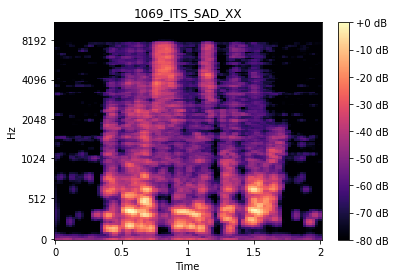 1069_ITS_SAD_XX
8192
4096
2048
1024
512
0
Hz
0
0.5
1
1.5
2
Time
+0 dB
-10 dB
-20 dB
-30 dB
-40 dB
-50 dB
-60 dB
-70 dB
-80 dB